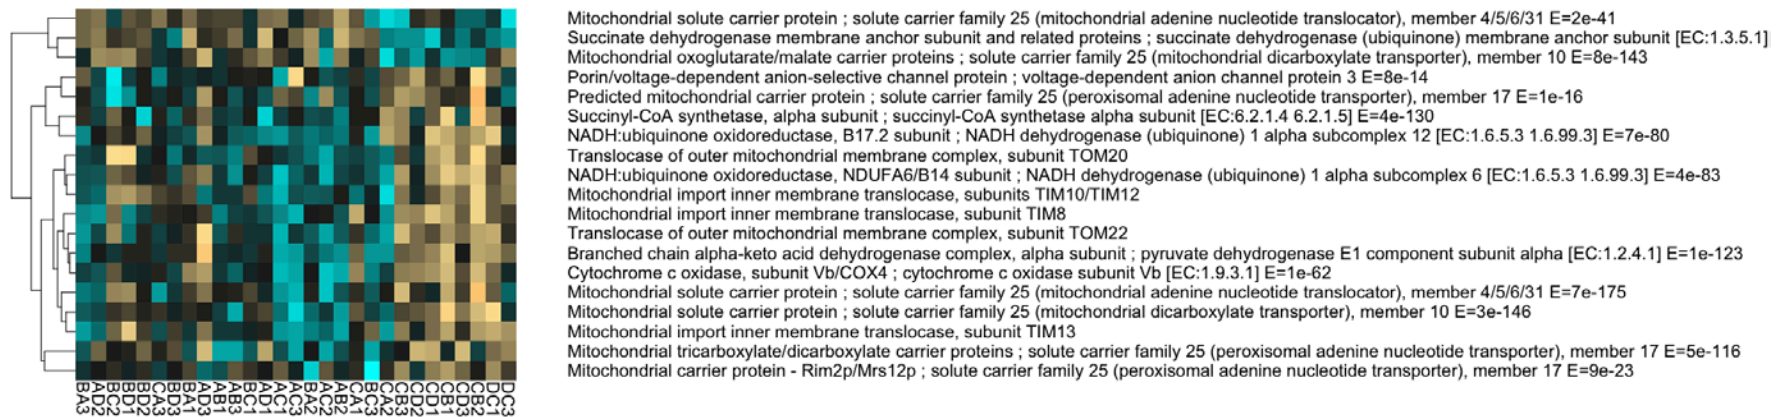 Mitochondrial solute carrier protein ; solute carrier family 25 (mitochondrial adenine nucleotide translocator), member 4/5/6/31 E=2e-41
Succinate dehydrogenase membrane anchor subunit and related proteins ; succinate dehydrogenase (ubiquinone) membrane anchor subunit [EC:1.3.5.1]
Mitochondrial oxoglutarate/malate carrier proteins ; solute carrier family 25 (mitochondrial dicarboxylate transporter), member 10 E=8e-143
Porin/voltage-dependent anion-selective channel protein ; voltage-dependent anion channel protein 3 E=8e-14
Predicted mitochondrial carrier protein ; solute carrier family 25 (peroxisomal adenine nucleotide transporter), member 17 E=1e-16
Succinyl-CoA synthetase, alpha subunit ; succinyl-CoA synthetase alpha subunit [EC:6.2.1.4 6.2.1.5] E=4e-130
NADH:ubiquinone oxidoreductase, B17.2 subunit ; NADH dehydrogenase (ubiquinone) 1 alpha subcomplex 12 [EC:1.6.5.3 1.6.99.3] E=7e-80
Translocase of outer mitochondrial membrane complex, subunit TOM20
NADH:ubiquinone oxidoreductase, NDUFA6/B14 subunit ; NADH dehydrogenase (ubiquinone) 1 alpha subcomplex 6 [EC:1.6.5.3 1.6.99.3] E=4e-83
Mitochondrial import inner membrane translocase, subunits TIM10/TIM12
Mitochondrial import inner membrane translocase, subunit TIM8
Translocase of outer mitochondrial membrane complex, subunit TOM22
Branched chain alpha-keto acid dehydrogenase complex, alpha subunit ; pyruvate dehydrogenase E1 component subunit alpha [EC:1.2.4.1] E=1e-123
Cytochrome c oxidase, subunit Vb/COX4 ; cytochrome c oxidase subunit Vb [EC:1.9.3.1] E=1e-62
Mitochondrial solute carrier protein ; solute carrier family 25 (mitochondrial adenine nucleotide translocator), member 4/5/6/31 E=7e-175
Mitochondrial solute carrier protein ; solute carrier family 25 (mitochondrial dicarboxylate transporter), member 10 E=3e-146
Mitochondrial import inner membrane translocase, subunit TIM13
Mitochondrial tricarboxylate/dicarboxylate carrier proteins ; solute carrier family 25 (peroxisomal adenine nucleotide transporter), member 17 E=5e-116
Mitochondrial carrier protein - Rim2p/Mrs12p ; solute carrier family 25 (peroxisomal adenine nucleotide transporter), member 17 E=9e-23
BA3
AD2
BC2
BD1
BD2
CA3
BD3
BA1
AD3
AB1
AB3
BC1
AD1
AC1
AC3
BA2
AC2
AB2
CA1
BC3
CA2
CB3
CD2
CD1
CB1
CD3
CB2
DC1
DC3